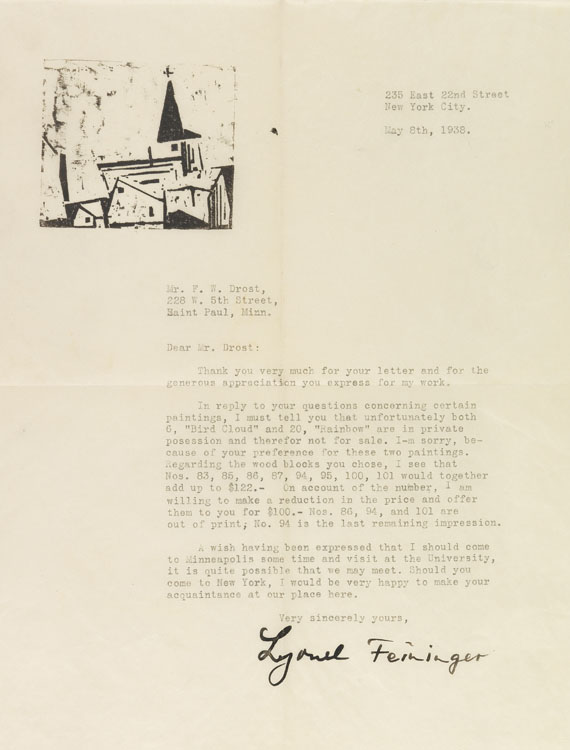 235 East 22nd Street
New York City.
May 8th, 1938.
Mr. F. W. Drost,
228 W. 5th Street,
Saint Paul, Minn.
Dear Mr. Drost:
Thank you very much for your letter and for the
generous appreciation you express for my work.
In reply to your questions concerning certain
paintings, I must tell you that unfortunately both
6, "Bird Cloud" and 20, "Rainbow" are in private
posession and therefor not for sale. I-m sorry, be-
cause of your preference for these two paintings.
Regarding the wood blocks you chose, I see that
Nos. 83, 85, 86, 87, 94, 95, 100, 101 would together
add up to $122.- On account of the number, I am
willing to make a reduction in the price and offer
them to you for $100.- Nos. 86, 94, and 101 are
out of print; No. 94 is the last remaining impression.
A wish having been expressed that I should come
to Minneapolis some time and visit at the University,
it is quite possible that we may meet. Should you
come to New York, I would be very happy to make your
acquaintance at our place here.
Very sincerely yours,
Lyonel Feininger